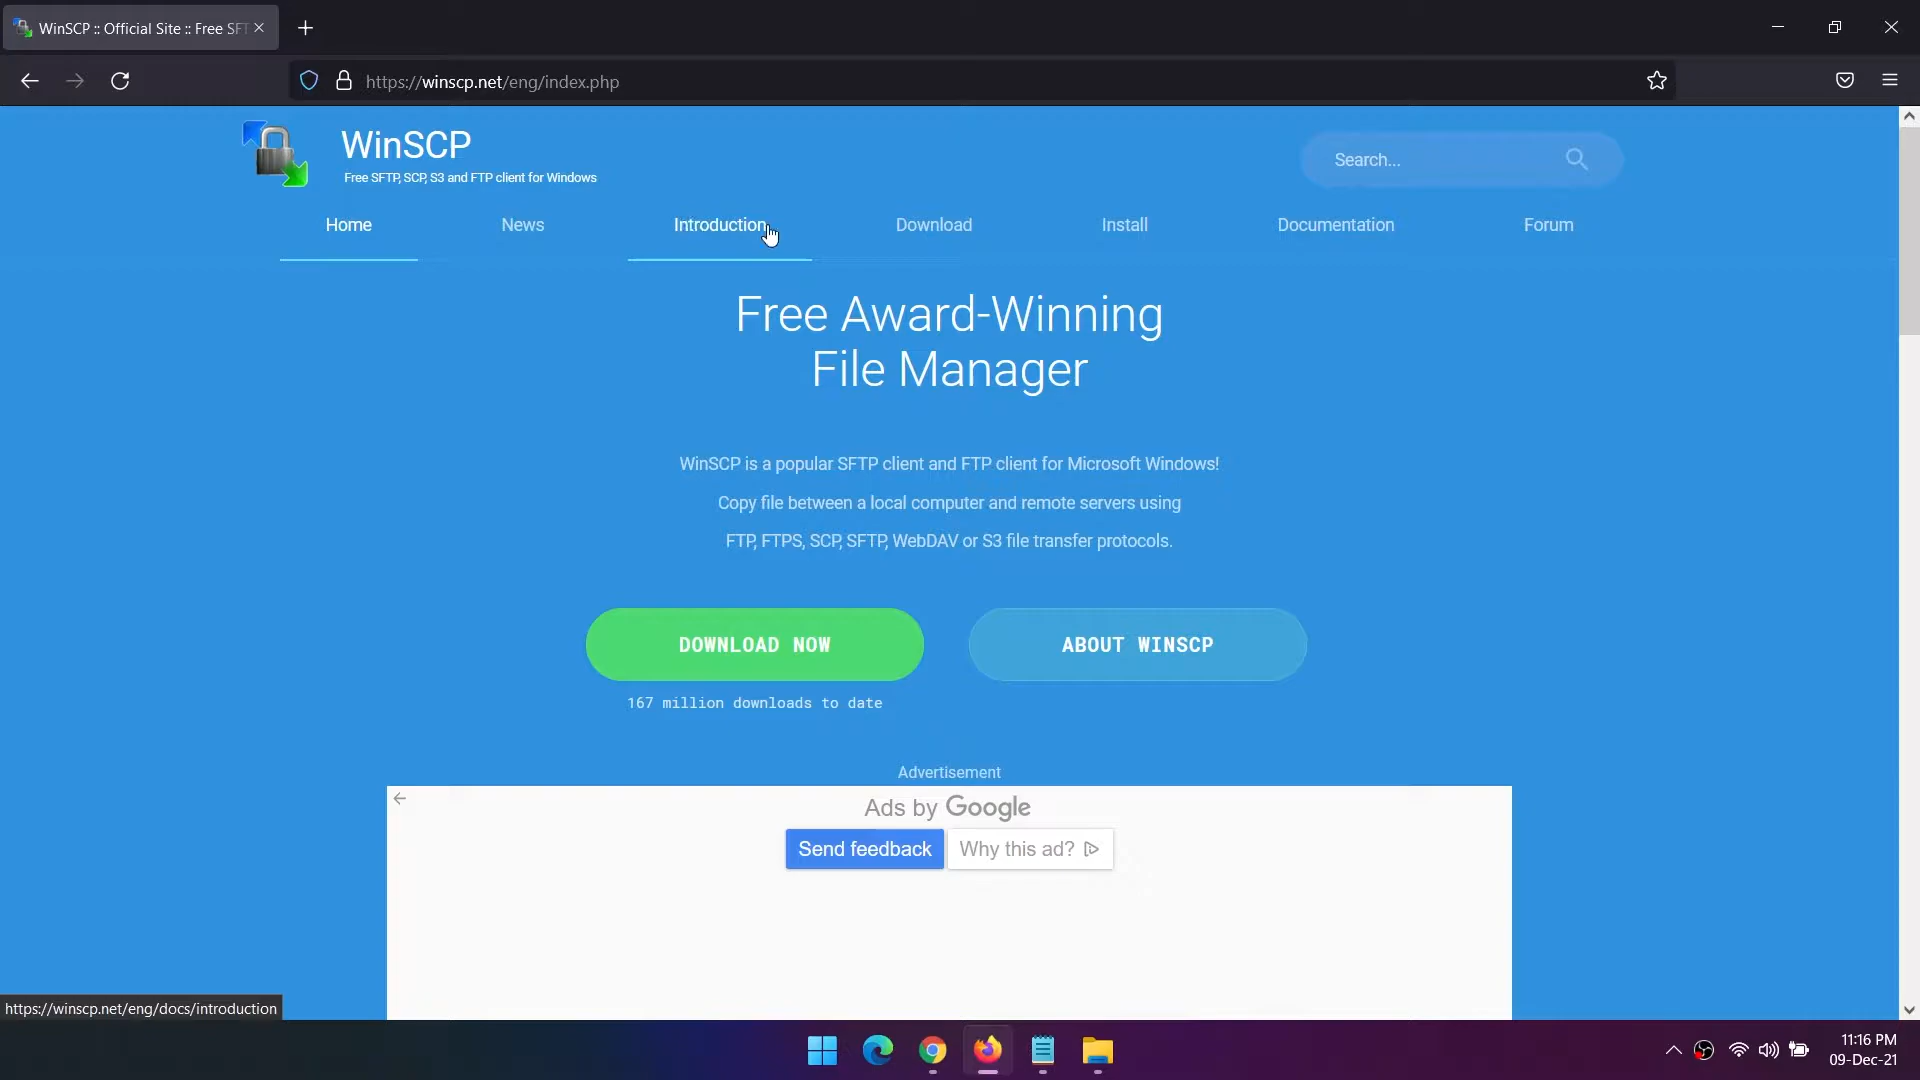 WinSCP :: Official Site :: Free SFT
https://winscp.net/eng/index.php
WinSCP
Free SFTP, SCP, S3 and FTP client for Windows
Search...
Home
News
Introduction
Download
Install
Documentation
Forum
Free Award-Winning
File Manager
WinSCP is a popular SFTP client and FTP client for Microsoft Windows!
Copy file between a local computer and remote servers using
FTP, FTPS, SCP, SFTP, WebDAV or S3 file transfer protocols.
DOWNLOAD NOW
ABOUT WINSCP
167 million downloads to date
Advertisement
Ads by Google
Send feedback
Why this ad?
https://winscp.net/eng/docs/introduction
11:16 PM
09-Dec-21